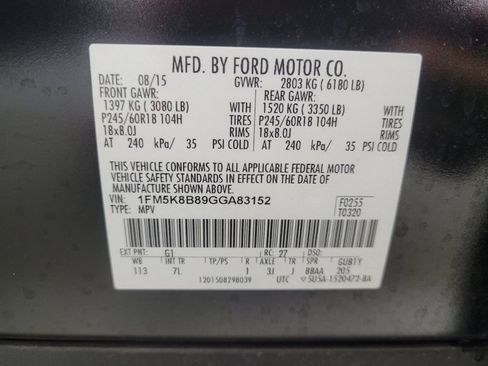 MFD. BY FORD MOTOR CO.
DATE: 08/15 GVWR: 2803 KG ( 6180 LB)
FRONT GAWR: REAR GAWR:
1397 KG ( 3080 LB) WITH 1520 KG ( 3350 LB) WITH
P245/60R18 104H TIRES P245/60R18 104H TIRES
18x8.0J RIMS 18x8.0J RIMS
AT 240 kPa/ 35 PSI COLD AT 240 kPa/ 35 PSI COLD
THIS VEHICLE CONFORMS TO ALL APPLICABLE FEDERAL MOTOR
VEHICLE SAFETY STANDARDS IN EFFECT ON THE DATE OF
MANUFACTURE SHOWN ABOVE.
VIN: 1FM5K8B89GGA83152 F0255
TYPE: MPV T0320
EXT PNT: G1 RC: 27 DSO:
WB INT TR TP/PS R AXLE TR SPR
113 7L 1 3J J BBAA 205
1201508298039 UTC